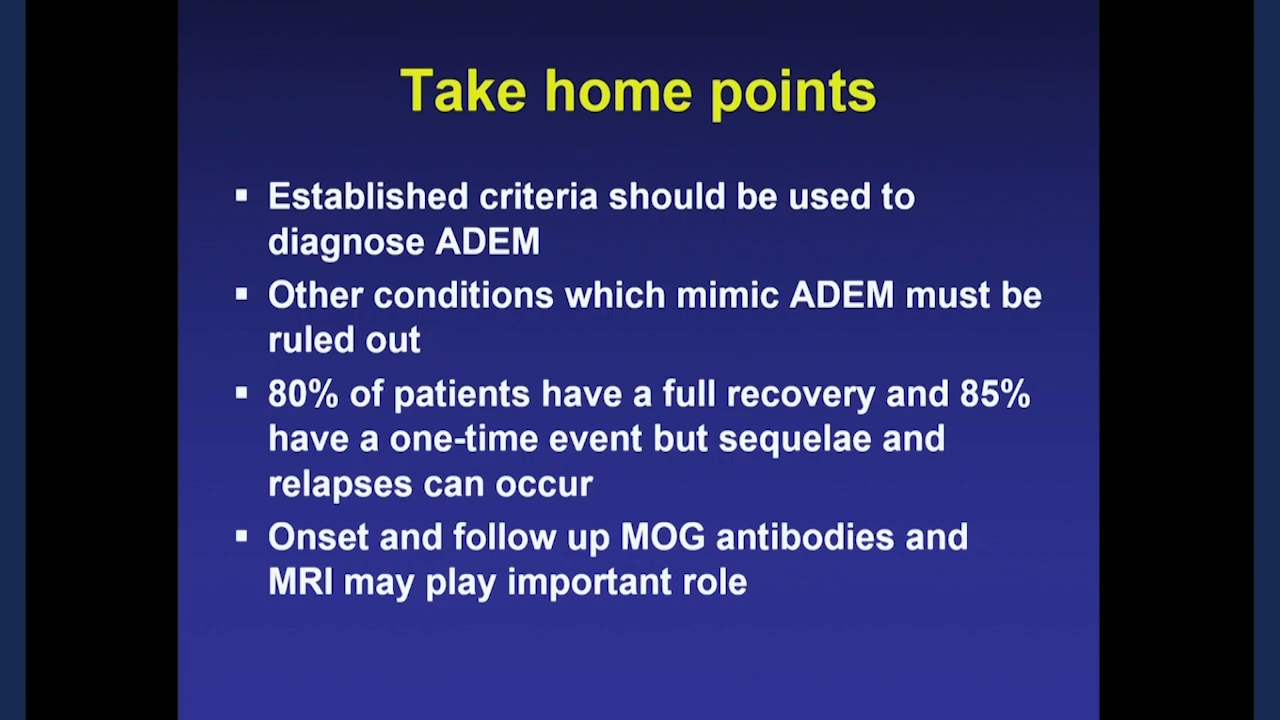 Take home points
▪ Established criteria should be used to
diagnose ADEM
▪ Other conditions which mimic ADEM must be
ruled out
▪ 80% of patients have a full recovery and 85%
have a one-time event but sequelae and
relapses can occur
▪ Onset and follow up MOG antibodies and
MRI may play important role